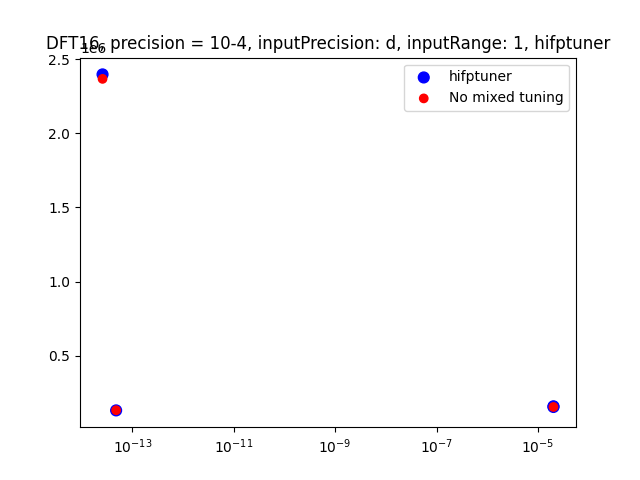 DFT16, precision = 10-4, inputPrecision: d, inputRange: 1, hifptuner
1e6
2.5
2.0
1.5
1.0
0.5
hifptuner
No mixed tuning
10⁻¹³ 10⁻¹¹ 10⁻⁹ 10⁻⁷ 10⁻⁵